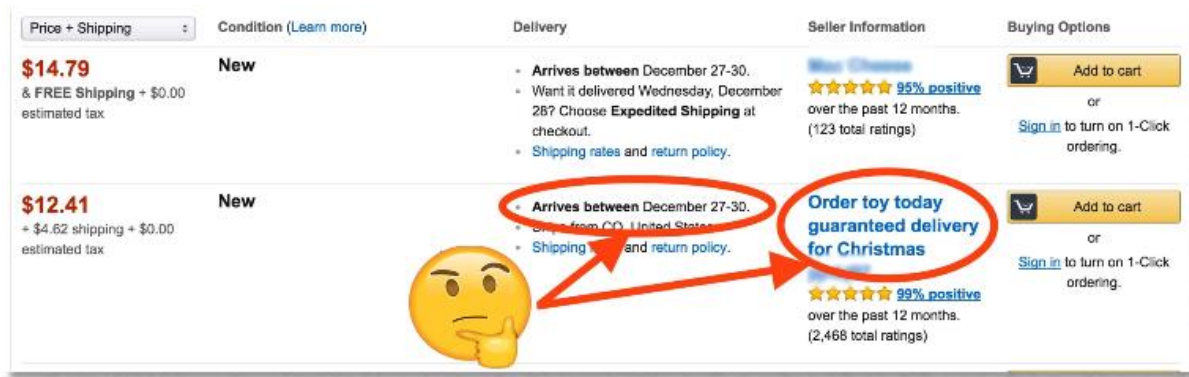 Price + Shipping
Condition (Learn more)
Delivery
Seller Information
Buying Options
$14.79
& FREE Shipping + $0.00
estimated tax
New
Arrives between December 27-30.
Want it delivered Wednesday, December
28? Choose Expedited Shipping at
checkout.
Shipping rates and return policy.
95% positive
over the past 12 months.
(123 total ratings)
Add to cart
or
Sign in to turn on 1-Click
ordering.
$12.41
+ $4.62 shipping + $0.00
estimated tax
New
Arrives between December 27-30.
Ships from CO, United States.
Shipping and return policy.
Order toy today
guaranteed delivery
for Christmas
99% positive
over the past 12 months.
(2,468 total ratings)
Add to cart
or
Sign in to turn on 1-Click
ordering.